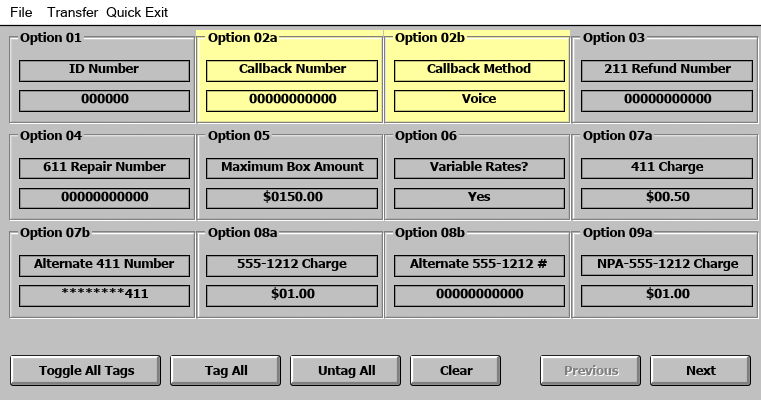 File Transfer Quick Exit
Option 01 Option 02a Option 02b Option 03
ID Number Callback Number Callback Method 211 Refund Number
000000 00000000000 Voice 00000000000
Option 04 Option 05 Option 06 Option 07a
611 Repair Number Maximum Box Amount Variable Rates? 411 Charge
00000000000 $0150.00 Yes $00.50
Option 07b Option 08a Option 08b Option 09a
Alternate 411 Number 555-1212 Charge Alternate 555-1212 # NPA-555-1212 Charge
********411 $01.00 00000000000 $01.00
Toggle All Tags Tag All Untag All Clear Previous Next